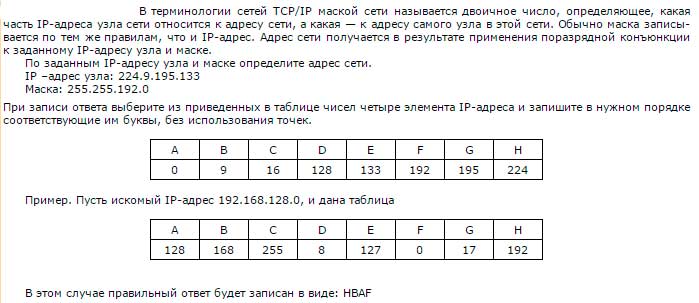 В терминологии сетей TCP/IP маской сети называется двоичное число, определяющее, какая
часть IP-адреса узла сети относится к адресу сети, а какая — к адресу самого узла в этой сети. Обычно маска записы-
вается по тем же правилам, что и IP-адрес. Адрес сети получается в результате применения поразрядной конъюнкции
к заданному IP-адресу узла и маске.
По заданным IP-адресу узла и маске определите адрес сети.
IP –адрес узла: 224.9.195.133
Маска: 255.255.192.0
При записи ответа выберите из приведенных в таблице чисел четыре элемента IP-адреса и запишите в нужном порядке
соответствующие им буквы, без использования точек.
A B C D E F G H
0 9 16 128 133 192 195 224
Пример. Пусть искомый IP-адрес 192.168.128.0, и дана таблица
A B C D E F G H
128 168 255 8 127 0 17 192
В этом случае правильный ответ будет записан в виде: HBAF